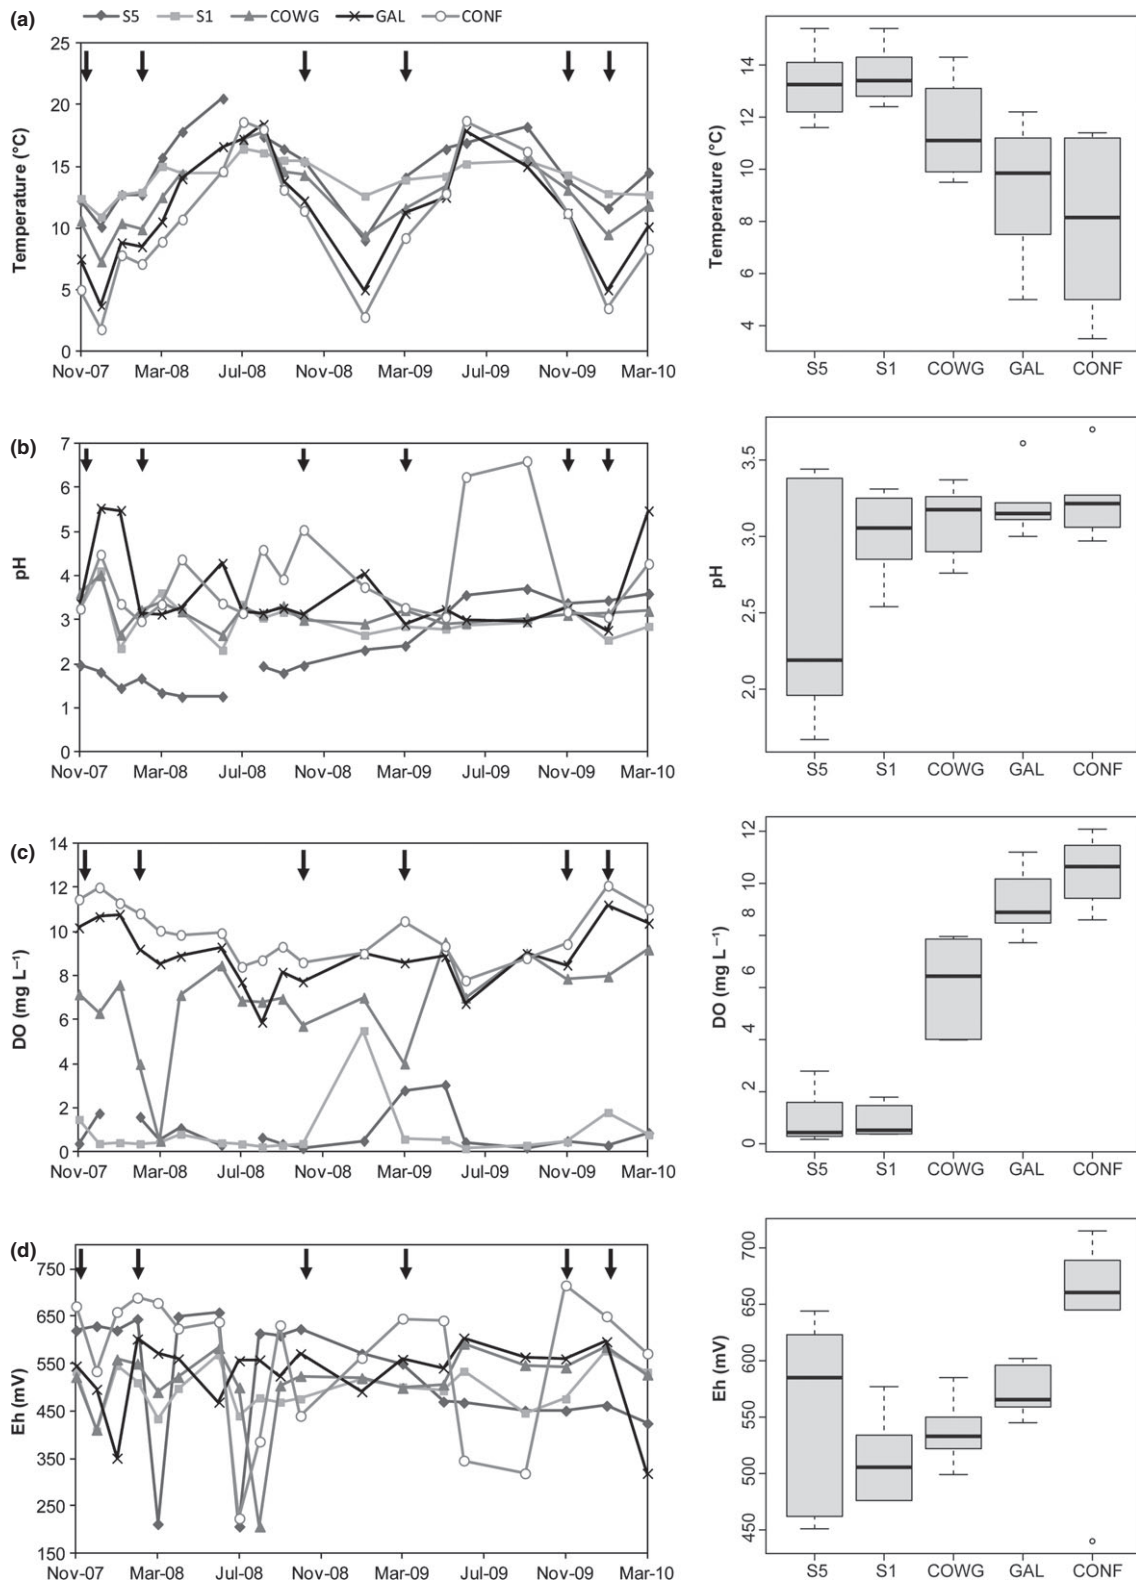 (a)
S5 S1 COWG GAL CONF
25
20
15
10
5
0
Temperature (°C)
Nov-07 Mar-08 Jul-08 Nov-08 Mar-09 Jul-09 Nov-09 Mar-10
14
12
10
8
6
4
Temperature (°C)
S5 S1 COWG GAL CONF
(b)
7
6
5
4
3
2
1
0
pH
Nov-07 Mar-08 Jul-08 Nov-08 Mar-09 Jul-09 Nov-09 Mar-10
3.5
3.0
2.5
2.0
pH
S5 S1 COWG GAL CONF
(c)
14
12
10
8
6
4
2
0
DO (mg L⁻¹)
Nov-07 Mar-08 Jul-08 Nov-08 Mar-09 Jul-09 Nov-09 Mar-10
12
10
8
6
4
2
0
DO (mg L⁻¹)
S5 S1 COWG GAL CONF
(d)
750
650
550
450
350
250
150
Eh (mV)
Nov-07 Mar-08 Jul-08 Nov-08 Mar-09 Jul-09 Nov-09 Mar-10
700
650
600
550
500
450
Eh (mV)
S5 S1 COWG GAL CONF